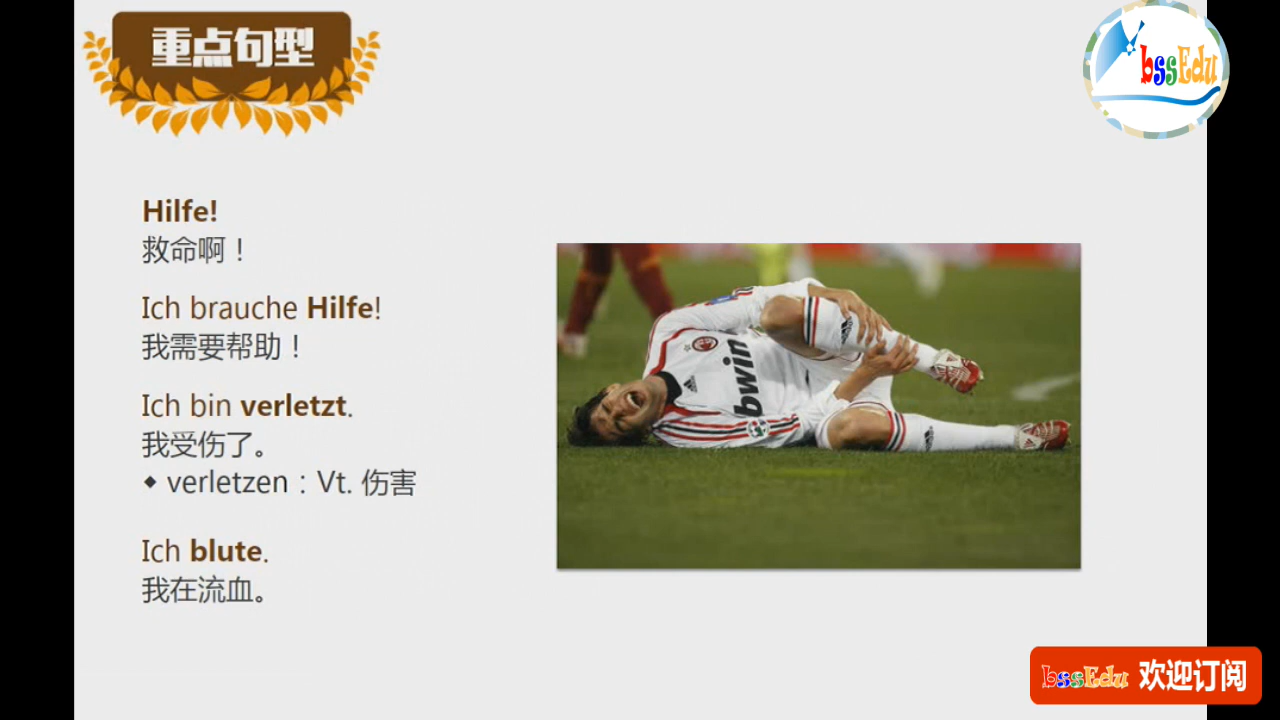 重点句型
bssEdu
Hilfe!
救命啊！
Ich brauche Hilfe!
我需要帮助！
Ich bin verletzt.
我受伤了。
◆ verletzen：Vt. 伤害
Ich blute.
我在流血。
bwin
bssEdu 欢迎订阅